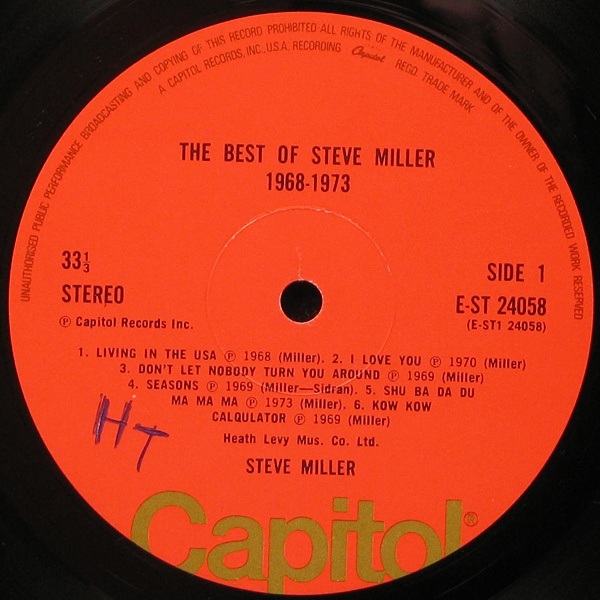 UNAUTHORISED PUBLIC PERFORMANCE BROADCASTING AND COPYING OF THIS RECORD PROHIBITED·ALL RIGHTS OF THE MANUFACTURER AND OF THE OWNER OF THE RECORDED WORK RESERVED
A CAPITOL RECORDS, INC., U.S.A. RECORDING Capitol REGD. TRADE MARK
THE BEST OF STEVE MILLER
1968-1973
33⅓
STEREO
℗ Capitol Records Inc.
SIDE 1
E-ST 24058
(E-ST1 24058)
1. LIVING IN THE USA ℗ 1968 (Miller). 2. I LOVE YOU ℗ 1970 (Miller)
3. DON'T LET NOBODY TURN YOU AROUND ℗ 1969 (Miller)
4. SEASONS ℗ 1969 (Miller—Sidran). 5. SHU BA DA DU
MA MA MA ℗ 1973 (Miller). 6. KOW KOW
CALQULATOR ℗ 1969 (Miller)
Heath Levy Mus. Co. Ltd.
HT
STEVE MILLER
Capitol®